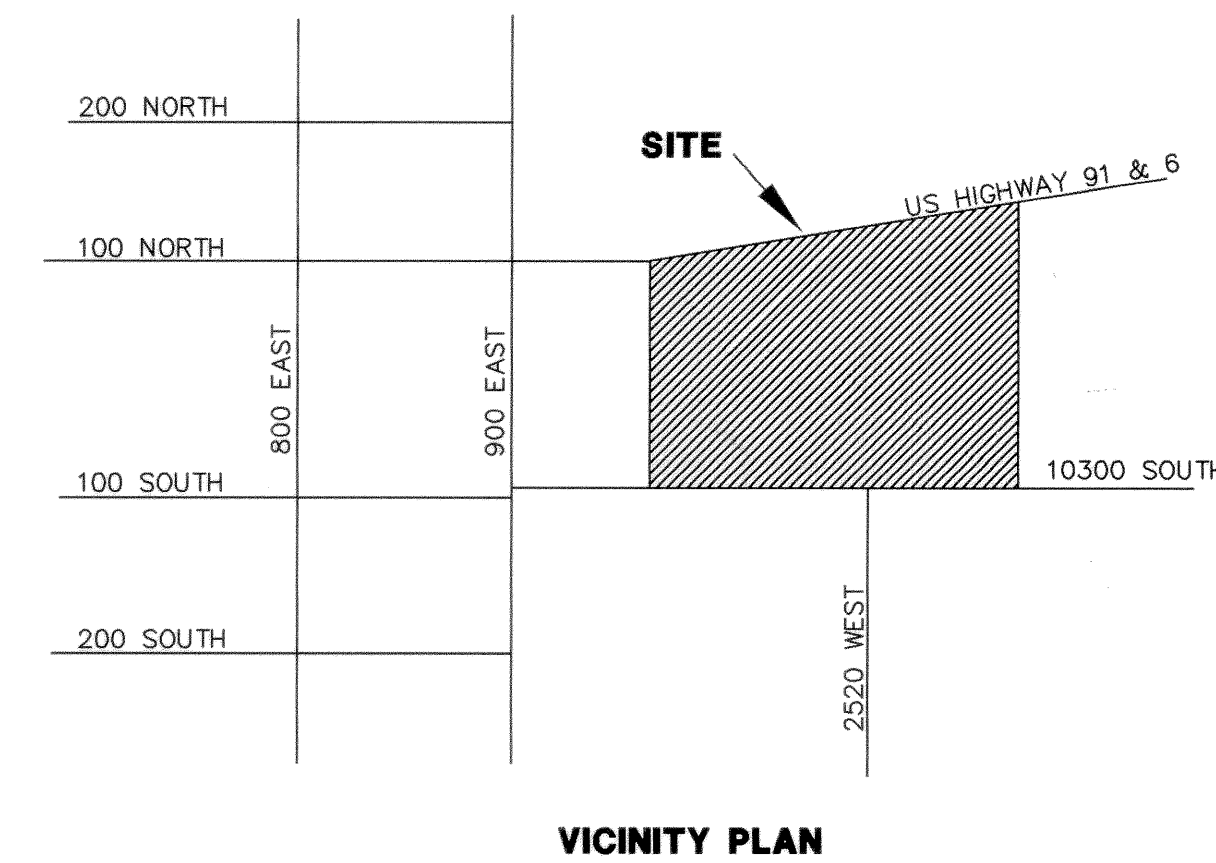 200 NORTH
SITE
US HIGHWAY 91 & 6
100 NORTH
800 EAST
900 EAST
100 SOUTH
10300 SOUTH
200 SOUTH
2520 WEST
VICINITY PLAN